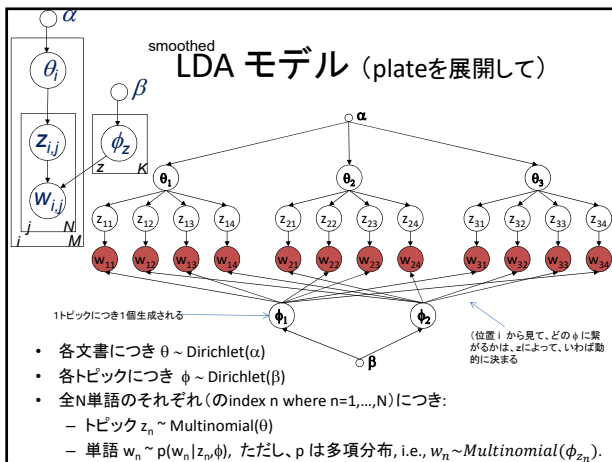 smoothed
LDA モデル（plateを展開して）
α
θi
β
zi,j
ϕz
z K
wi,j
j N
i M
α
θ1 θ2 θ3
z11 z12 z13 z14 z21 z22 z23 z24 z31 z32 z33 z34
w11 w12 w13 w14 w21 w22 w23 w24 w31 w32 w33 w34
1トピックにつき1個生成される
ϕ1 ϕ2
（位置 i から見て、どの ϕ に繋
がるかは、zによって、いわば動
的に決まる
β
• 各文書につき θ ~ Dirichlet(α)
• 各トピックにつき ϕ ~ Dirichlet(β)
• 全N単語のそれぞれ（のindex n where n=1,…,N）につき:
– トピック zn ~ Multinomial(θ)
– 単語 wn ~ p(wn|zn,ϕ), ただし、p は多項分布, i.e., wn~Multinomial(ϕzn).